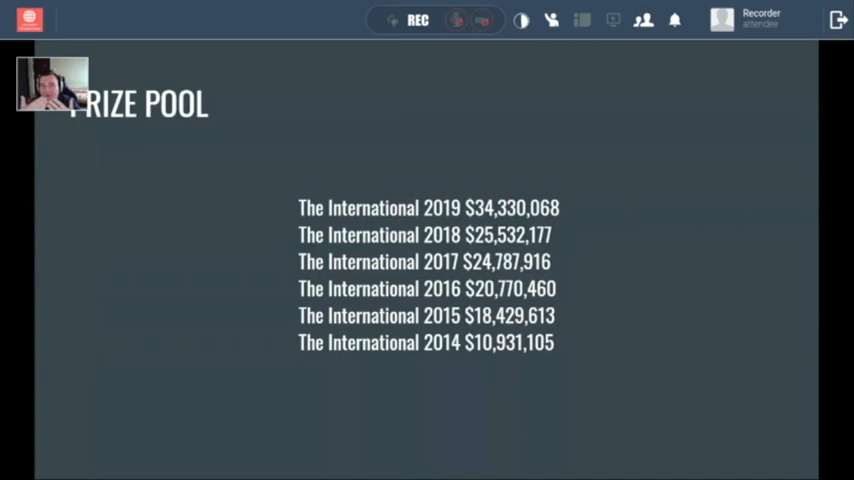 REC
Recorder
attendee
PRIZE POOL
The International 2019 $34,330,068
The International 2018 $25,532,177
The International 2017 $24,787,916
The International 2016 $20,770,460
The International 2015 $18,429,613
The International 2014 $10,931,105